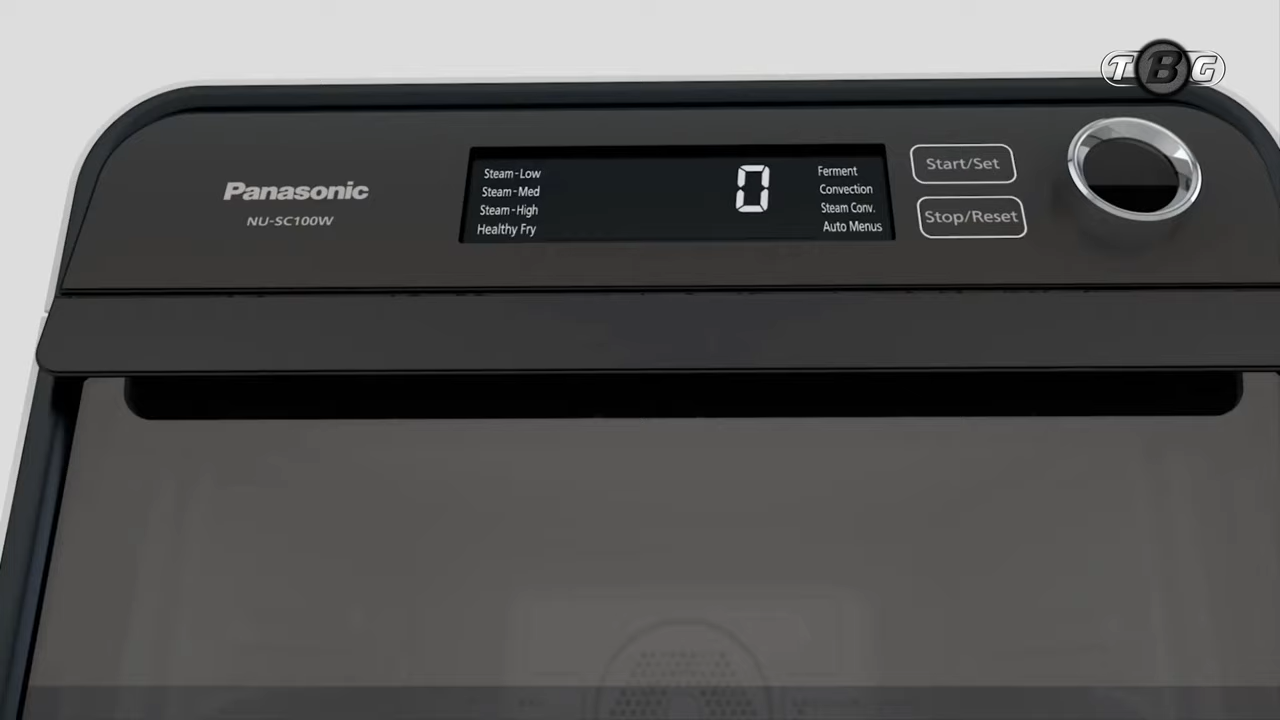 TBG
Panasonic
NU-SC100W
Steam-Low
Steam-Med
Steam-High
Healthy Fry
0
Ferment
Convection
Steam Conv.
Auto Menus
Start/Set
Stop/Reset